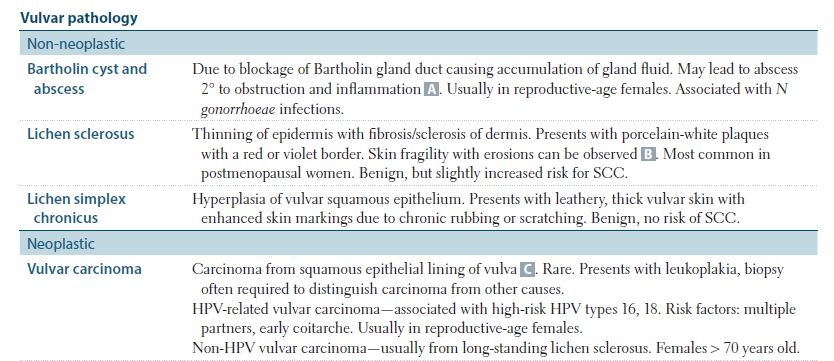 Vulvar pathology
Non-neoplastic
Bartholin cyst and abscess
Due to blockage of Bartholin gland duct causing accumulation of gland fluid. May lead to abscess
2° to obstruction and inflammation A. Usually in reproductive-age females. Associated with N
gonorrhoeae infections.
Lichen sclerosus
Thinning of epidermis with fibrosis/sclerosis of dermis. Presents with porcelain-white plaques
with a red or violet border. Skin fragility with erosions can be observed B. Most common in
postmenopausal women. Benign, but slightly increased risk for SCC.
Lichen simplex
chronicus
Hyperplasia of vulvar squamous epithelium. Presents with leathery, thick vulvar skin with
enhanced skin markings due to chronic rubbing or scratching. Benign, no risk of SCC.
Neoplastic
Vulvar carcinoma
Carcinoma from squamous epithelial lining of vulva C. Rare. Presents with leukoplakia, biopsy
often required to distinguish carcinoma from other causes.
HPV-related vulvar carcinoma—associated with high-risk HPV types 16, 18. Risk factors: multiple
partners, early coitarche. Usually in reproductive-age females.
Non-HPV vulvar carcinoma—usually from long-standing lichen sclerosus. Females > 70 years old.